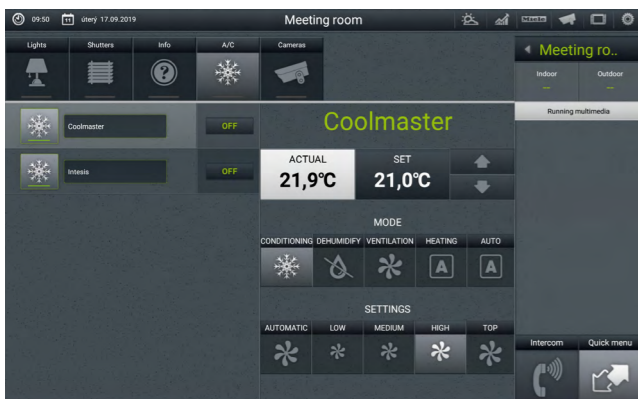 09:50 11 úterý 17.09.2019 Meeting room Miele
Lights Shutters Info A/C Cameras
Meeting ro..
Indoor Outdoor
Running multimedia
Coolmaster OFF
Intesis OFF
Coolmaster
ACTUAL SET
21,9℃ 21,0℃
MODE
CONDITIONING DEHUMIDIFY VENTILATION HEATING AUTO
A A
SETTINGS
AUTOMATIC LOW MEDIUM HIGH TOP
Intercom Quick menu